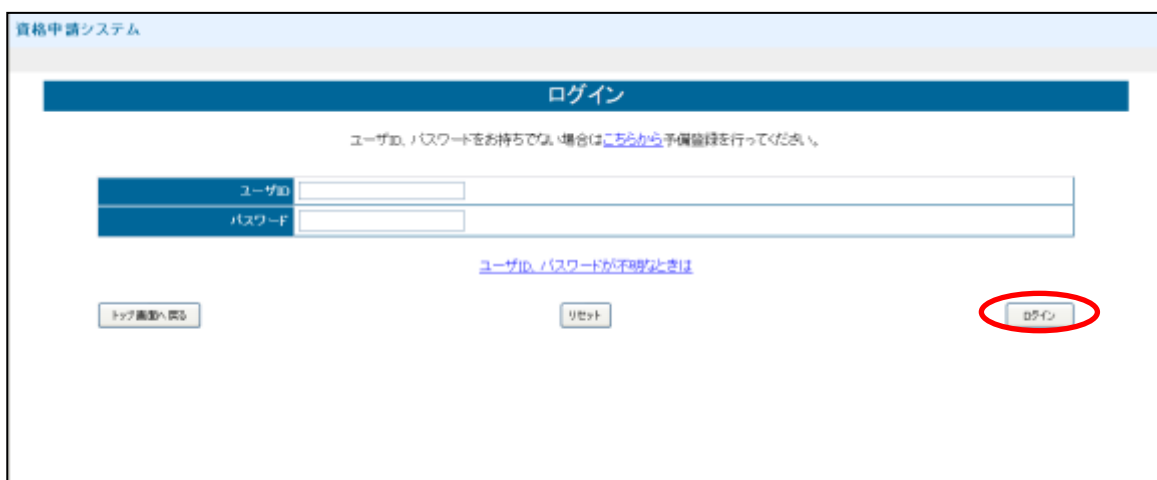 資格申請システム
ログイン
ユーザID、パスワードをお持ちでない場合はこちらから予備登録を行ってください。
ユーザID
パスワード
ユーザID、パスワードが不明なときは
トップ画面へ戻る
リセット
ログイン